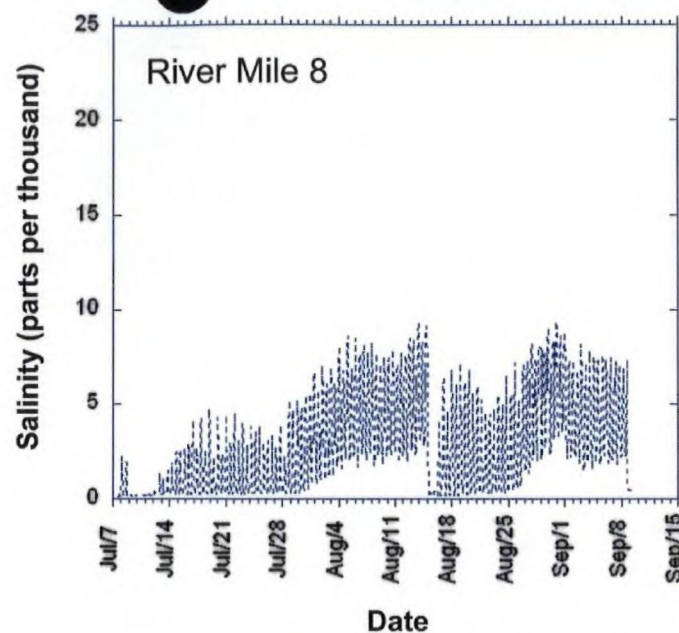 River Mile 8
Salinity (parts per thousand)
25
20
15
10
5
0
Jul/7
Jul/14
Jul/21
Jul/28
Aug/4
Aug/11
Aug/18
Aug/25
Sep/1
Sep/8
Sep/15
Date